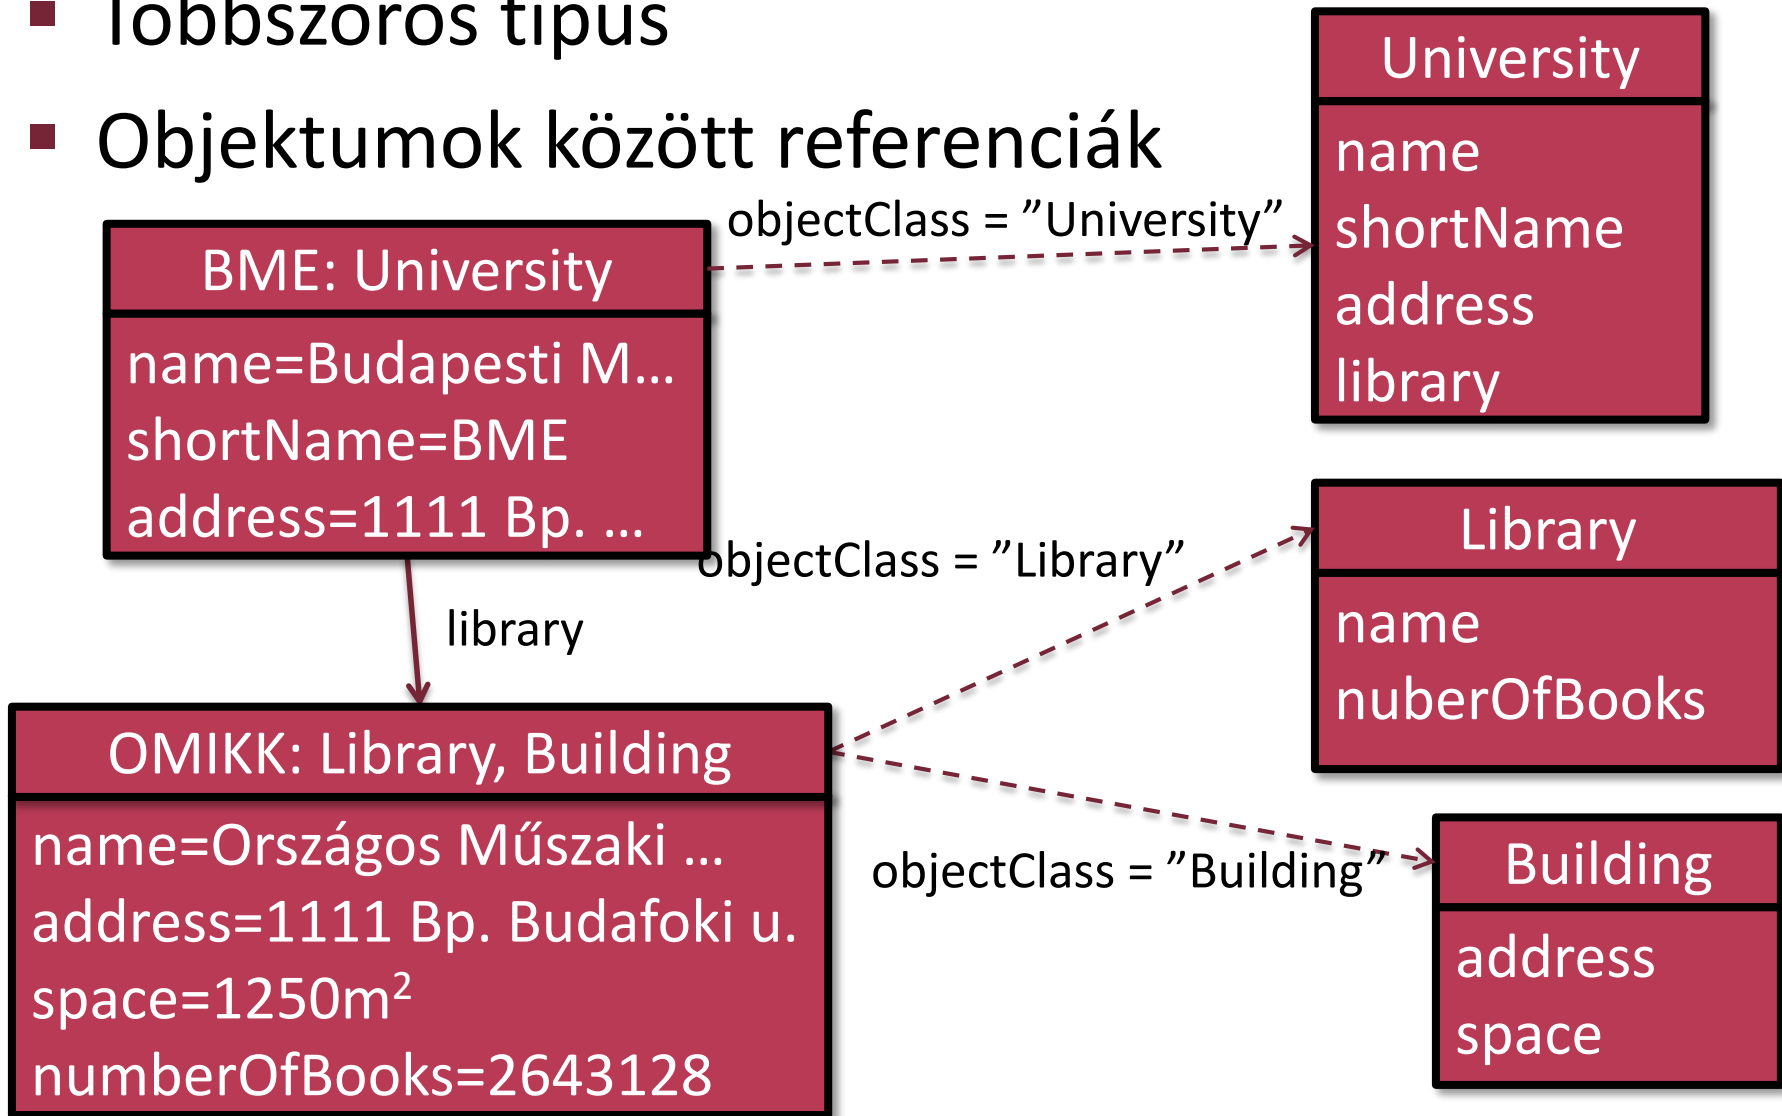 Többszörös típus
Objektumok között referenciák
University
name
shortName
address
library
objectClass = ”University”
BME: University
name=Budapesti M...
shortName=BME
address=1111 Bp. ...
objectClass = ”Library”
Library
name
nuberOfBooks
library
OMIKK: Library, Building
name=Országos Műszaki ...
address=1111 Bp. Budafoki u.
space=1250m²
numberOfBooks=2643128
objectClass = ”Building”
Building
address
space